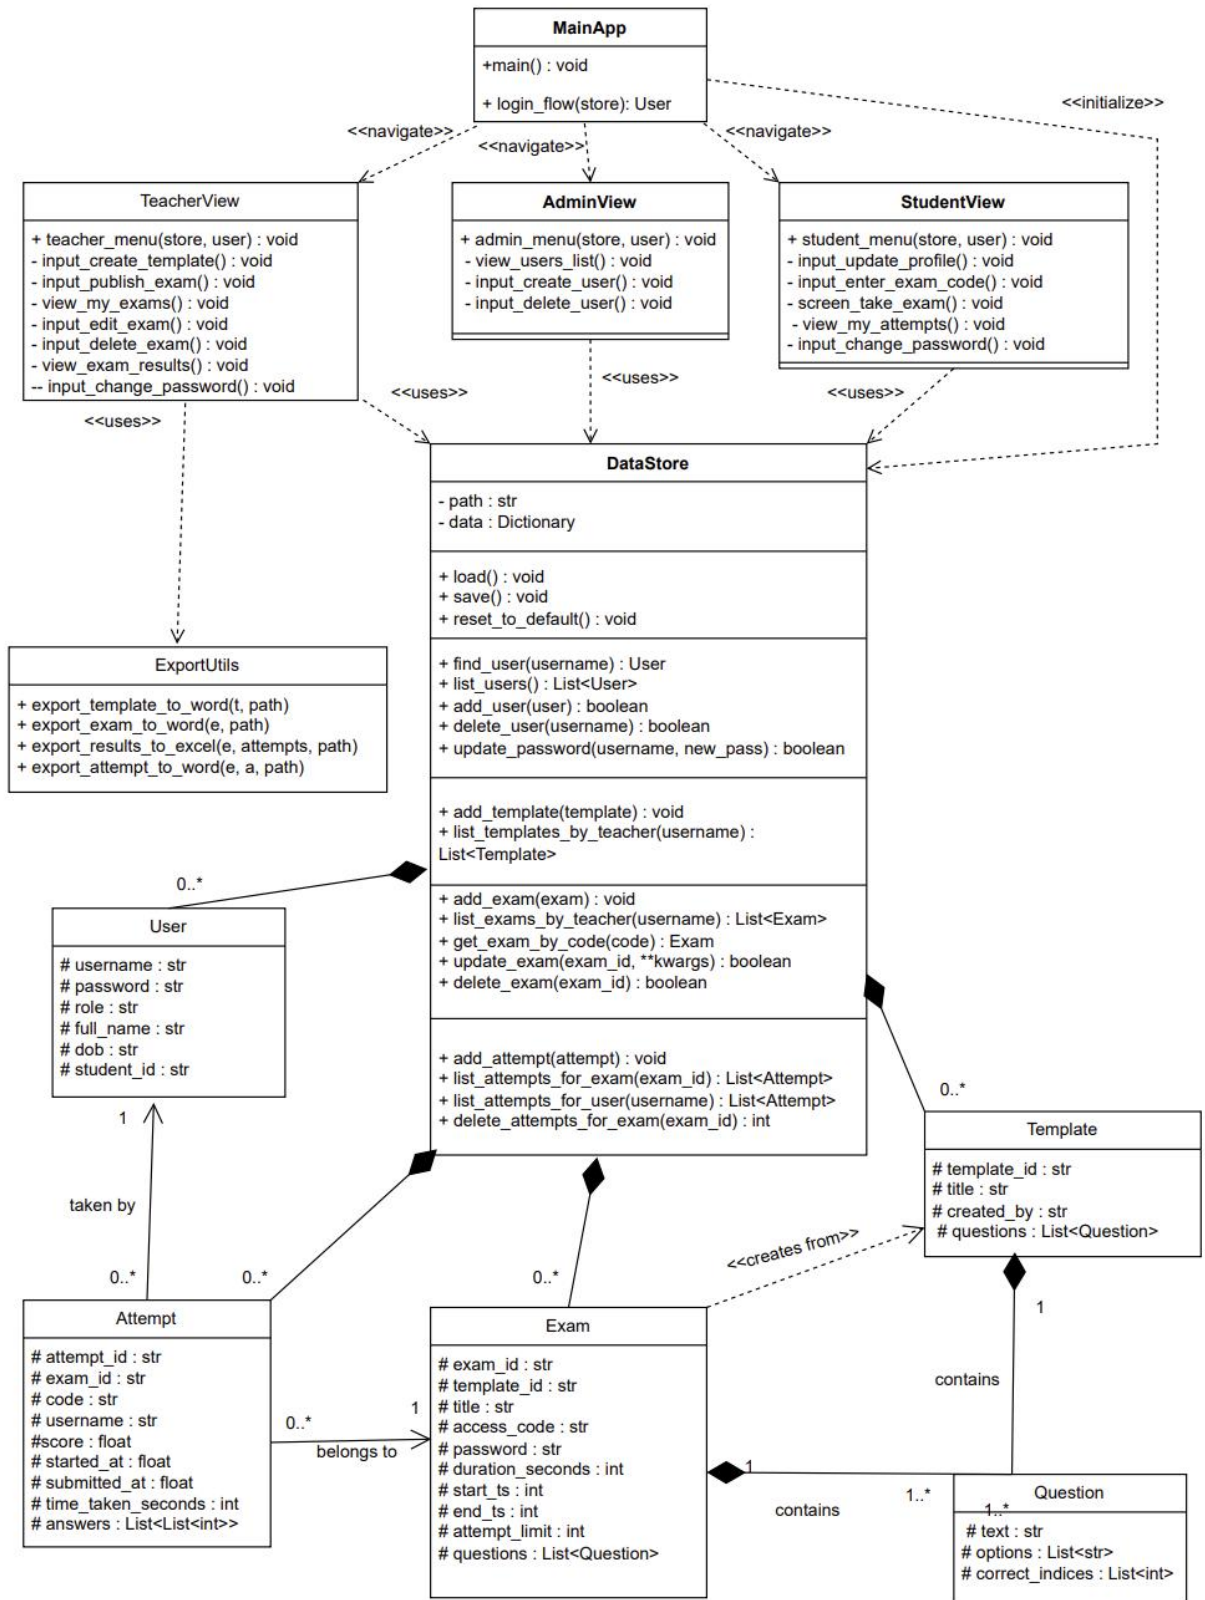 MainApp
+main() : void
+ login_flow(store): User
<<initialize>>
<<navigate>>
<<navigate>>
<<navigate>>
TeacherView
+ teacher_menu(store, user) : void
- input_create_template() : void
- input_publish_exam() : void
- view_my_exams() : void
- input_edit_exam() : void
- input_delete_exam() : void
- view_exam_results() : void
-- input_change_password() : void
AdminView
+ admin_menu(store, user) : void
- view_users_list() : void
- input_create_user() : void
- input_delete_user() : void
StudentView
+ student_menu(store, user) : void
- input_update_profile() : void
- input_enter_exam_code() : void
- screen_take_exam() : void
- view_my_attempts() : void
- input_change_password() : void
<<uses>>
<<uses>>
<<uses>>
<<uses>>
DataStore
- path : str
- data : Dictionary
+ load() : void
+ save() : void
+ reset_to_default() : void
+ find_user(username) : User
+ list_users() : List<User>
+ add_user(user) : boolean
+ delete_user(username) : boolean
+ update_password(username, new_pass) : boolean
+ add_template(template) : void
+ list_templates_by_teacher(username) :
List<Template>
+ add_exam(exam) : void
+ list_exams_by_teacher(username) : List<Exam>
+ get_exam_by_code(code) : Exam
+ update_exam(exam_id, **kwargs) : boolean
+ delete_exam(exam_id) : boolean
+ add_attempt(attempt) : void
+ list_attempts_for_exam(exam_id) : List<Attempt>
+ list_attempts_for_user(username) : List<Attempt>
+ delete_attempts_for_exam(exam_id) : int
ExportUtils
+ export_template_to_word(t, path)
+ export_exam_to_word(e, path)
+ export_results_to_excel(e, attempts, path)
+ export_attempt_to_word(e, a, path)
0..*
User
# username : str
# password : str
# role : str
# full_name : str
# dob : str
# student_id : str
1
taken by
0..*
0..*
0..*
0..*
Template
# template_id : str
# title : str
# created_by : str
# questions : List<Question>
<<creates from>>
1
contains
Attempt
# attempt_id : str
# exam_id : str
# code : str
# username : str
#score : float
# started_at : float
# submitted_at : float
# time_taken_seconds : int
# answers : List<List<int>>
0..*
1
belongs to
Exam
# exam_id : str
# template_id : str
# title : str
# access_code : str
# password : str
# duration_seconds : int
# start_ts : int
# end_ts : int
# attempt_limit : int
# questions : List<Question>
1
contains
1..*
1..*
Question
# text : str
# options : List<str>
# correct_indices : List<int>